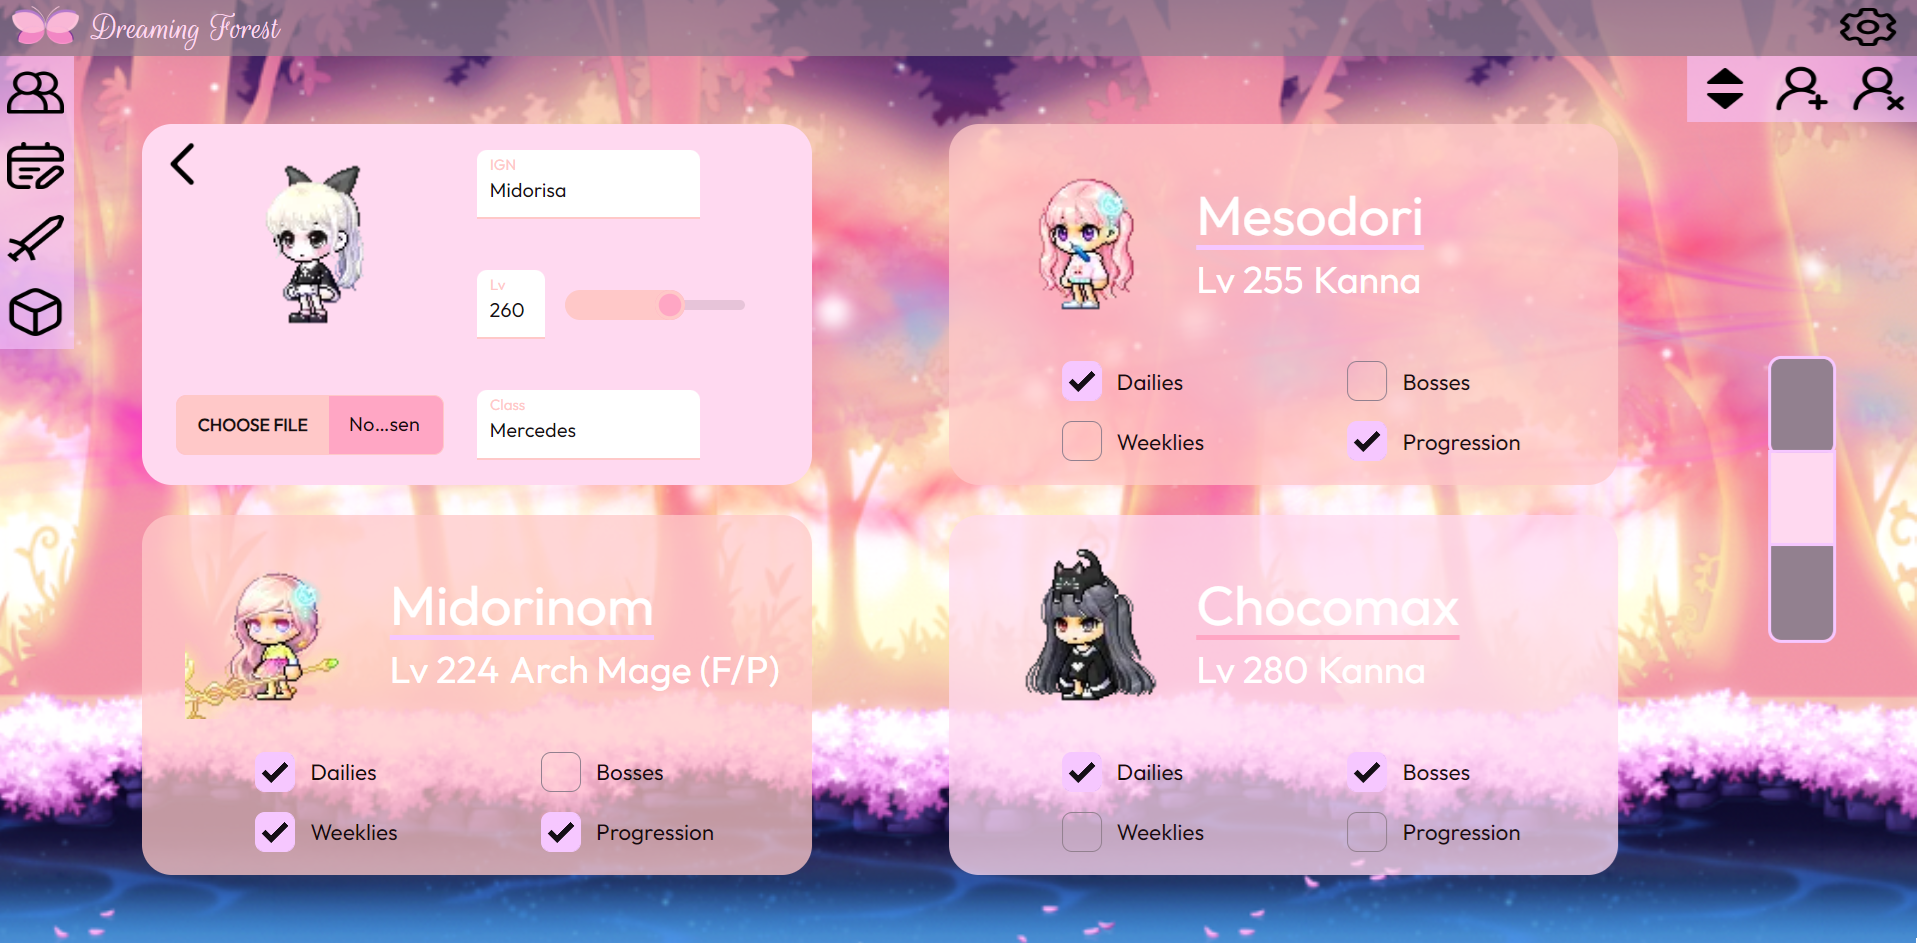 Dreaming Forest
IGN
Midorisa
Lv
260
CHOOSE FILE
No...sen
Class
Mercedes
Mesodori
Lv 255 Kanna
Dailies
Bosses
Weeklies
Progression
Midorinom
Lv 224 Arch Mage (F/P)
Dailies
Bosses
Weeklies
Progression
Chocomax
Lv 280 Kanna
Dailies
Bosses
Weeklies
Progression